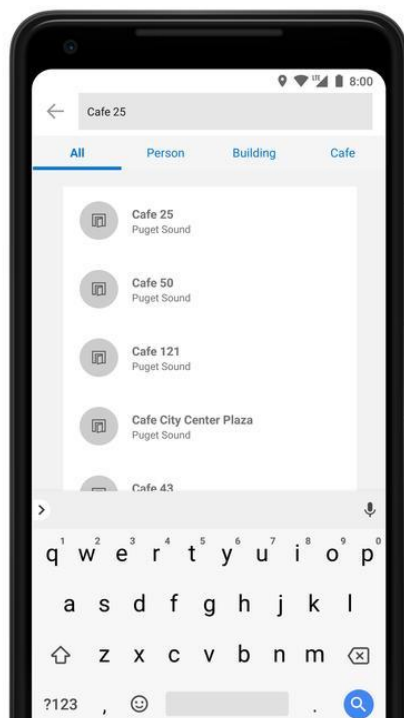 LTE 8:00
Cafe 25
All Person Building Cafe
Cafe 25
Puget Sound
Cafe 50
Puget Sound
Cafe 121
Puget Sound
Cafe City Center Plaza
Puget Sound
Cafe 43
1 2 3 4 5 6 7 8 9 0
q w e r t y u i o p
a s d f g h j k l
z x c v b n m
?123 , .